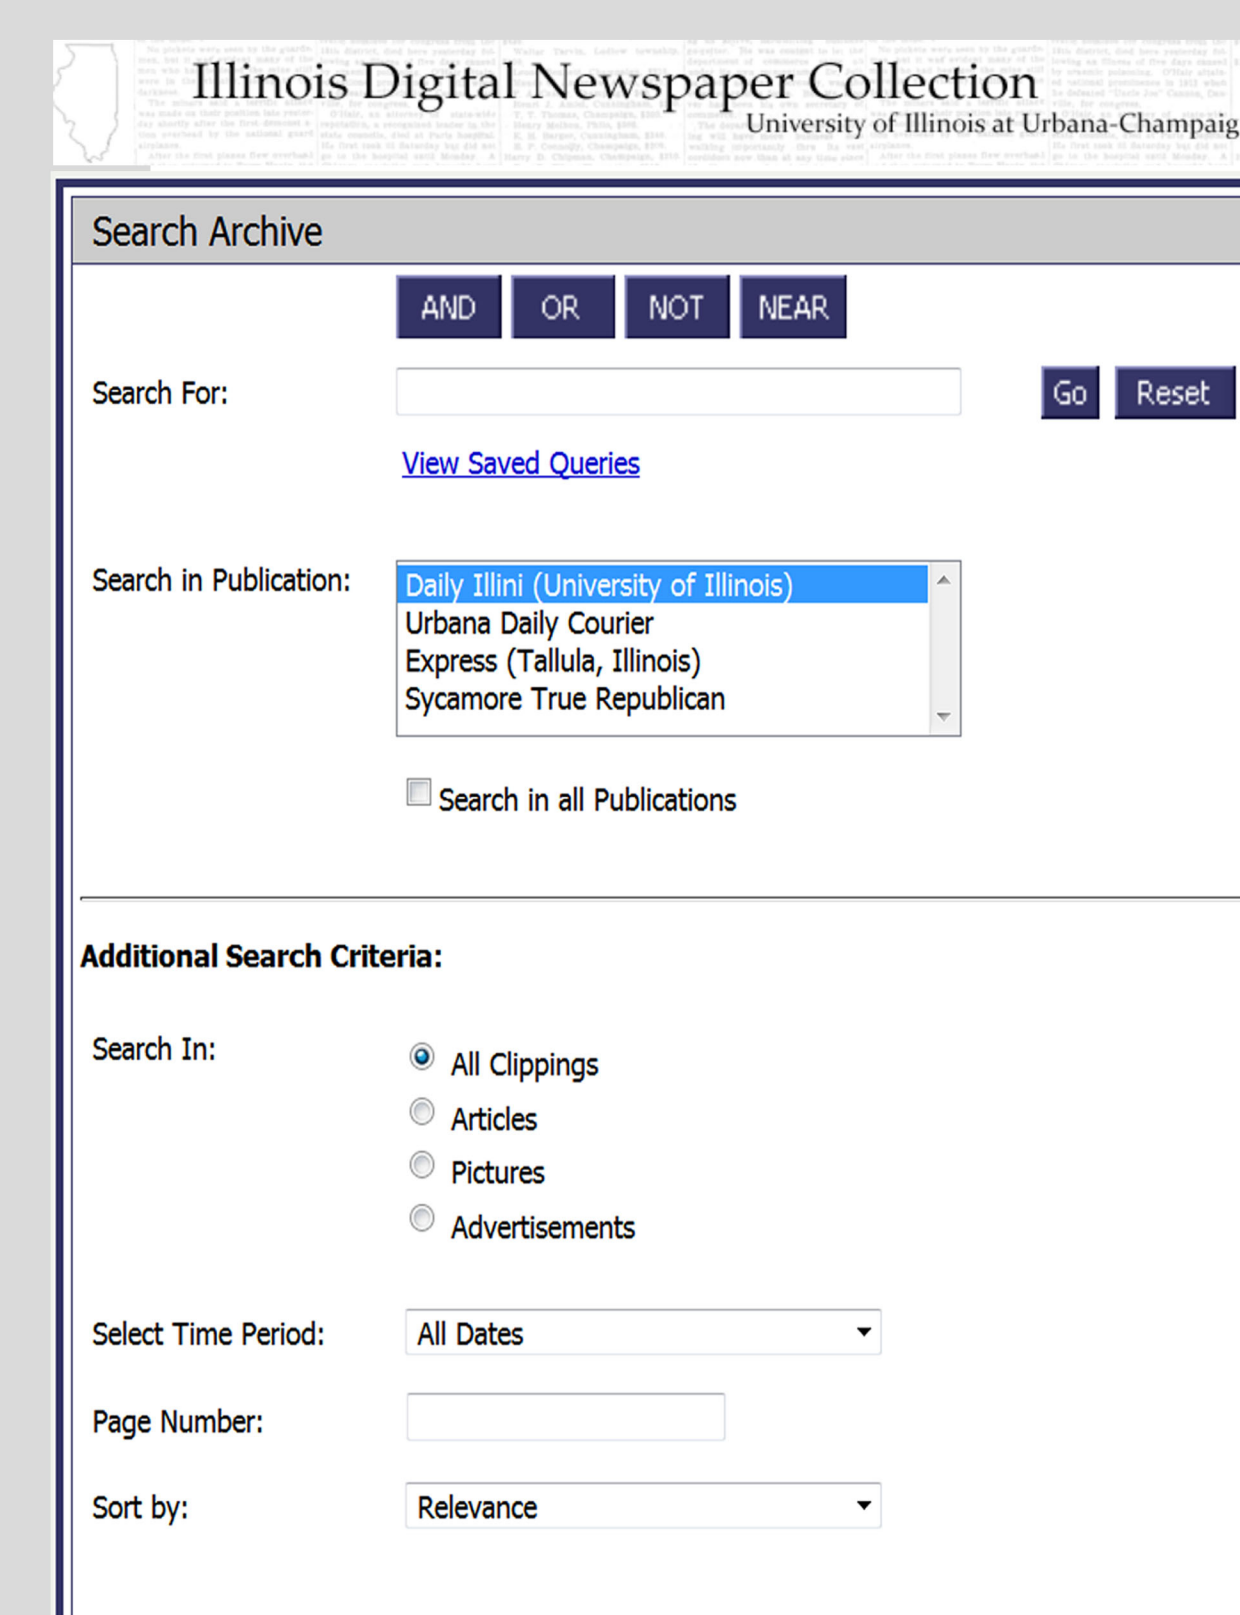 Illinois Digital Newspaper Collection
University of Illinois at Urbana-Champaig
Search Archive
AND OR NOT NEAR
Search For: Go Reset
View Saved Queries
Search in Publication: Daily Illini (University of Illinois)
Urbana Daily Courier
Express (Tallula, Illinois)
Sycamore True Republican
Search in all Publications
Additional Search Criteria:
Search In: All Clippings
Articles
Pictures
Advertisements
Select Time Period: All Dates
Page Number:
Sort by: Relevance